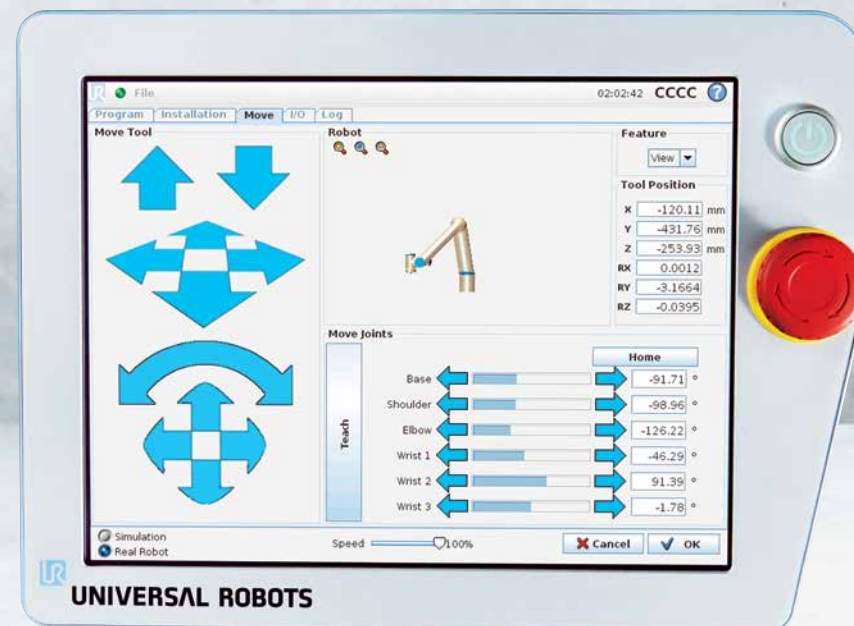 UR File 02:02:42 CCCC ?
Program Installation Move I/O Log
Move Tool
Robot
Feature
View
Tool Position
X -120.11 mm
Y -431.76 mm
Z -253.93 mm
RX 0.0012
RY -3.1664
RZ -0.0395
Move Joints
Teach
Home
Base -91.71 °
Shoulder -98.96 °
Elbow -126.22 °
Wrist 1 -46.29 °
Wrist 2 91.39 °
Wrist 3 -1.78 °
Simulation
Real Robot
Speed 100%
Cancel OK
UR
UNIVERSAL ROBOTS